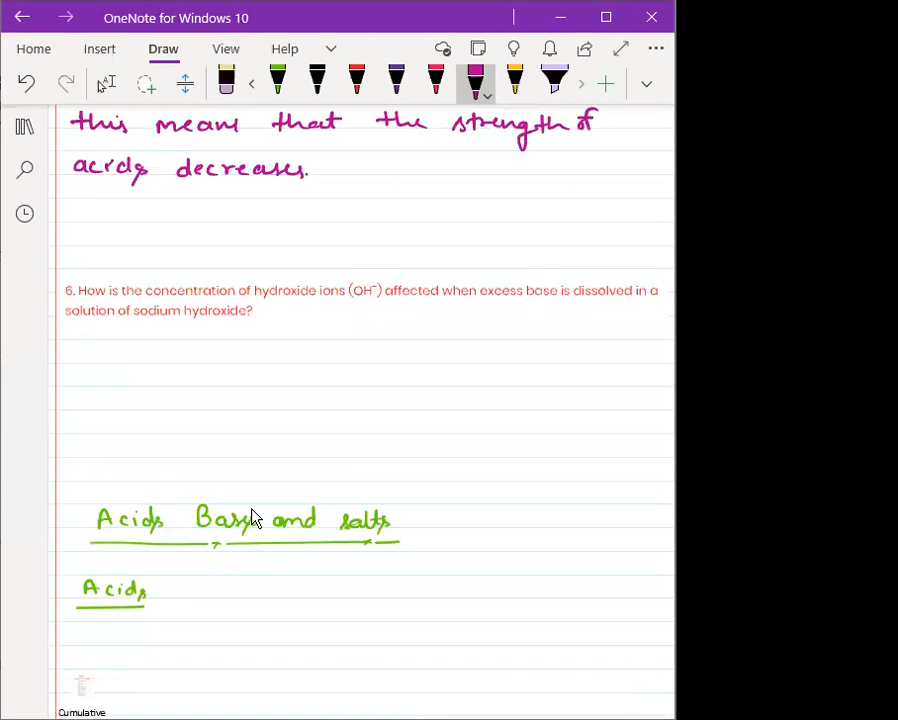 OneNote for Windows 10
Home Insert Draw View Help
this means that the strength of
acids decreases.
6. How is the concentration of hydroxide ions (OH⁻) affected when excess base is dissolved in a
solution of sodium hydroxide?
Acids Bases and salts
Acids
Cumulative